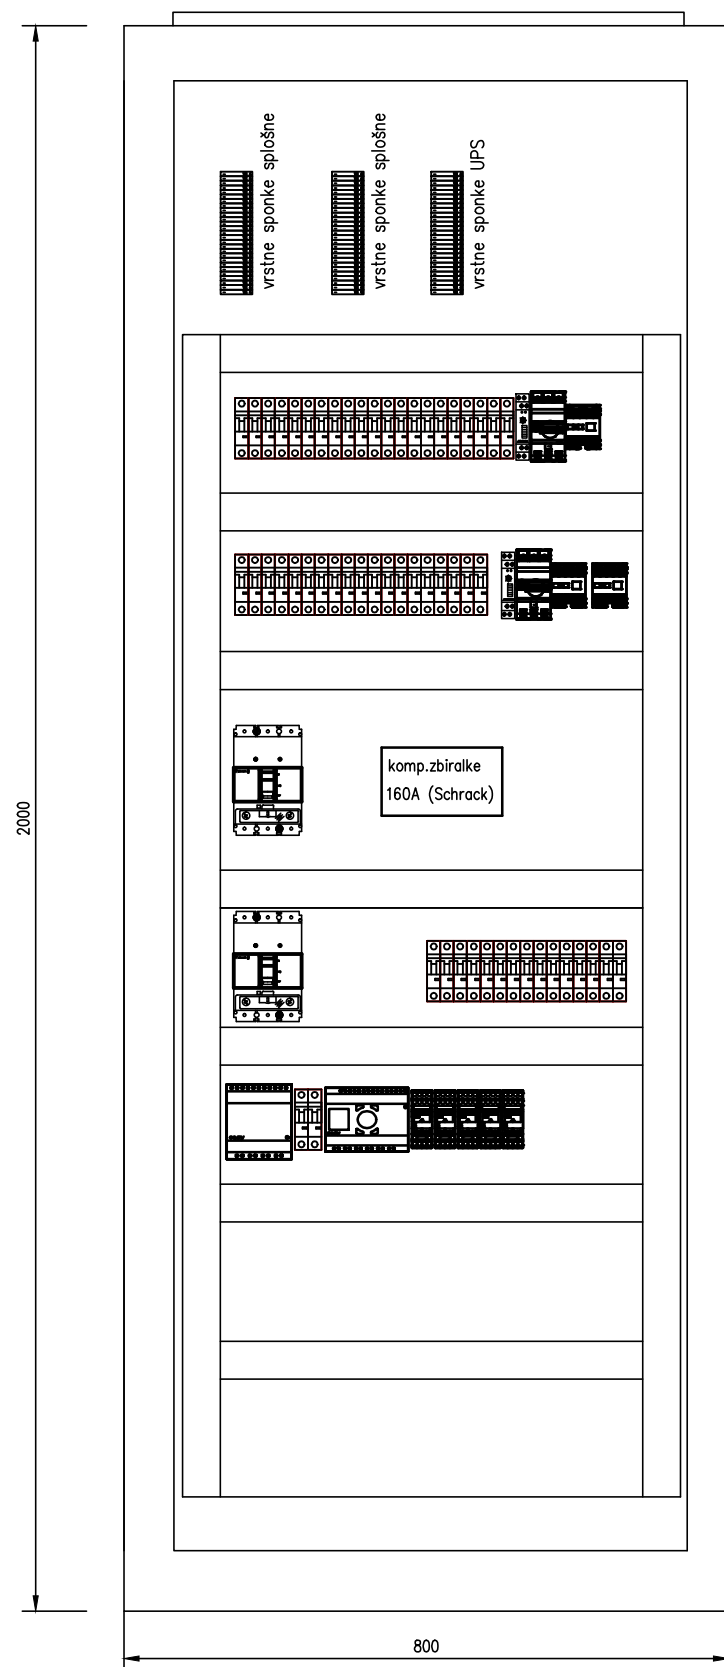 vrstne sponke splošne
vrstne sponke splošne
vrstne sponke UPS
komp.zbiralke
160A (Schrack)
2000
800